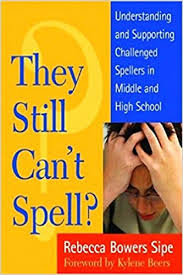 Understanding
and Supporting
Challenged
Spellers in
Middle and
High School
They
Still
Can't
Spell?
Rebecca Bowers Sipe
Foreword by Kylene Beers